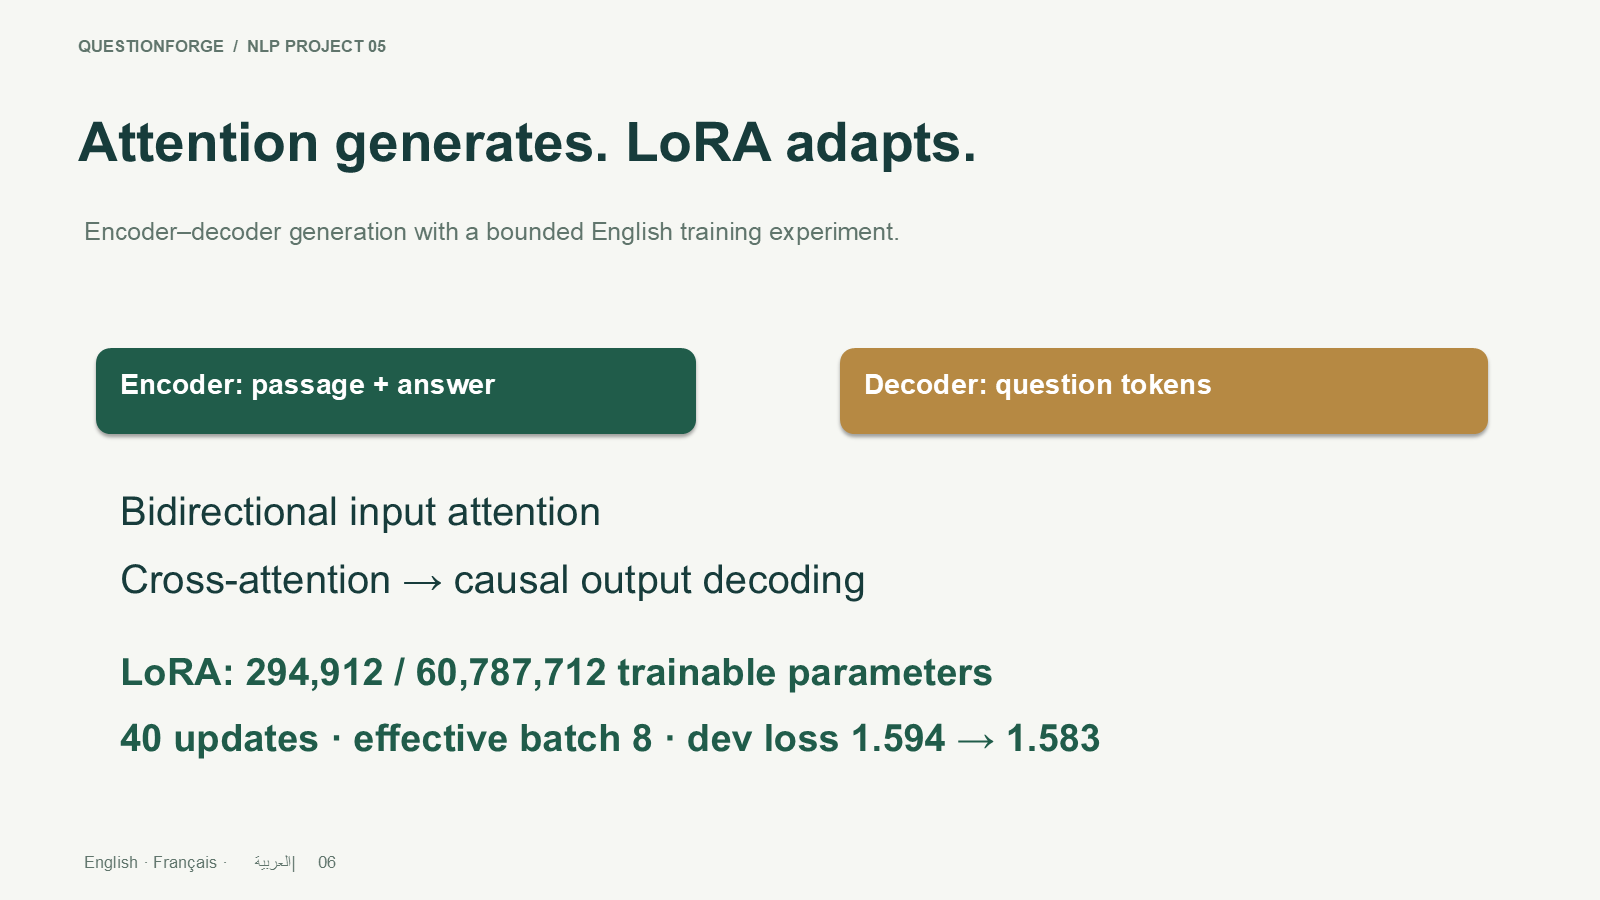 QUESTIONFORGE / NLP PROJECT 05
Attention generates. LoRA adapts.
Encoder–decoder generation with a bounded English training experiment.
Encoder: passage + answer
Decoder: question tokens
Bidirectional input attention
Cross-attention → causal output decoding
LoRA: 294,912 / 60,787,712 trainable parameters
40 updates · effective batch 8 · dev loss 1.594 → 1.583
English · Français · العربية | 06